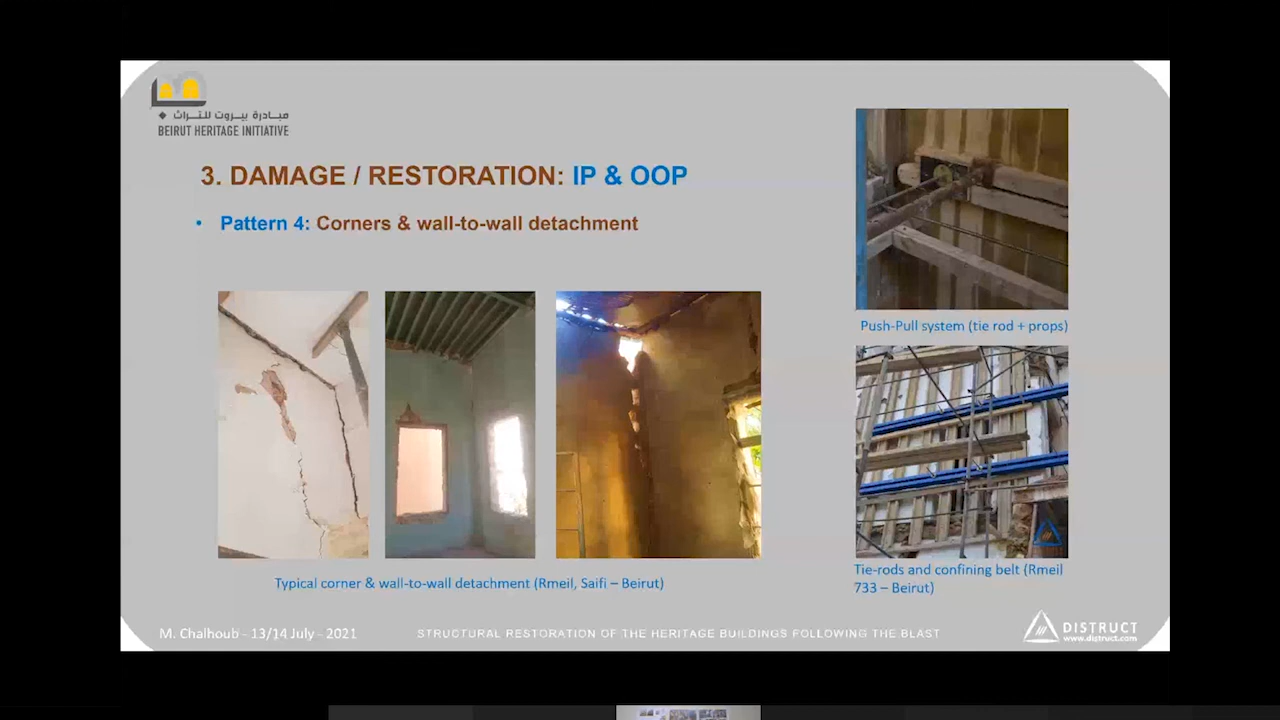 مبادرة بيروت للتراث
BEIRUT HERITAGE INITIATIVE
3. DAMAGE / RESTORATION: IP & OOP
• Pattern 4: Corners & wall-to-wall detachment
Push-Pull system (tie rod + props)
Typical corner & wall-to-wall detachment (Rmeil, Saifi – Beirut)
Tie-rods and confining belt (Rmeil
733 – Beirut)
M. Chalhoub - 13/14 July - 2021
STRUCTURAL RESTORATION OF THE HERITAGE BUILDINGS FOLLOWING THE BLAST
DISTRUCT
www.distruct.com